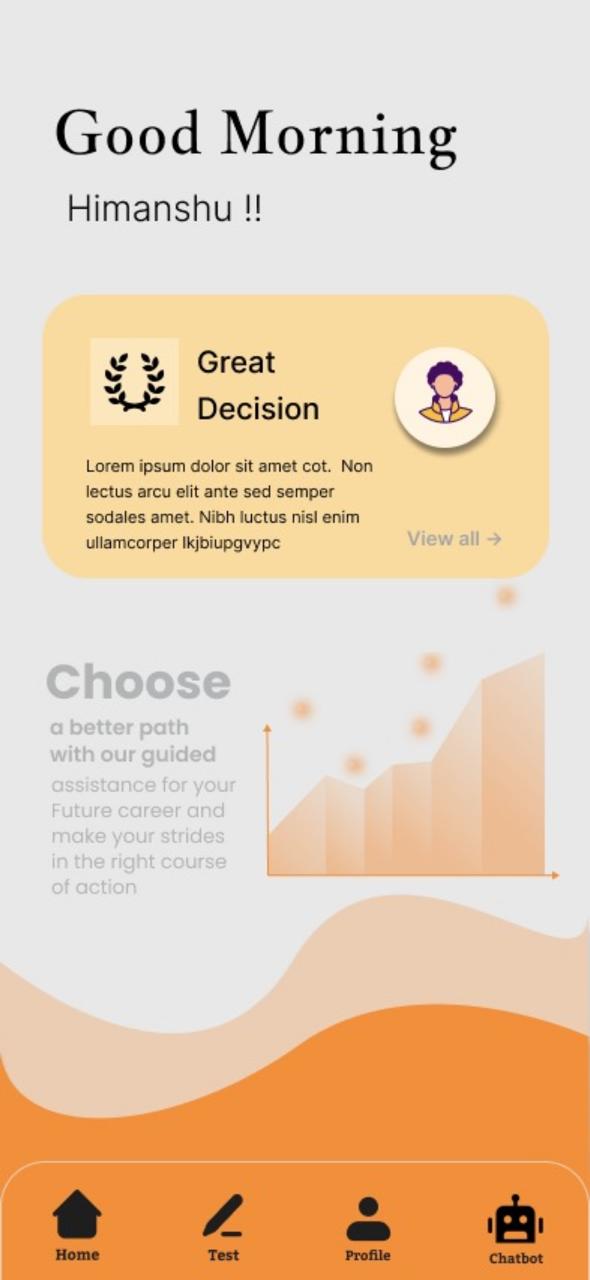 Good Morning
Himanshu !!
Great
Decision
Lorem ipsum dolor sit amet cot. Non
lectus arcu elit ante sed semper
sodales amet. Nibh luctus nisl enim
ullamcorper lkjbiupgvypc
View all →
Choose
a better path
with our guided
assistance for your
Future career and
make your strides
in the right course
of action
Home
Test
Profile
Chatbot